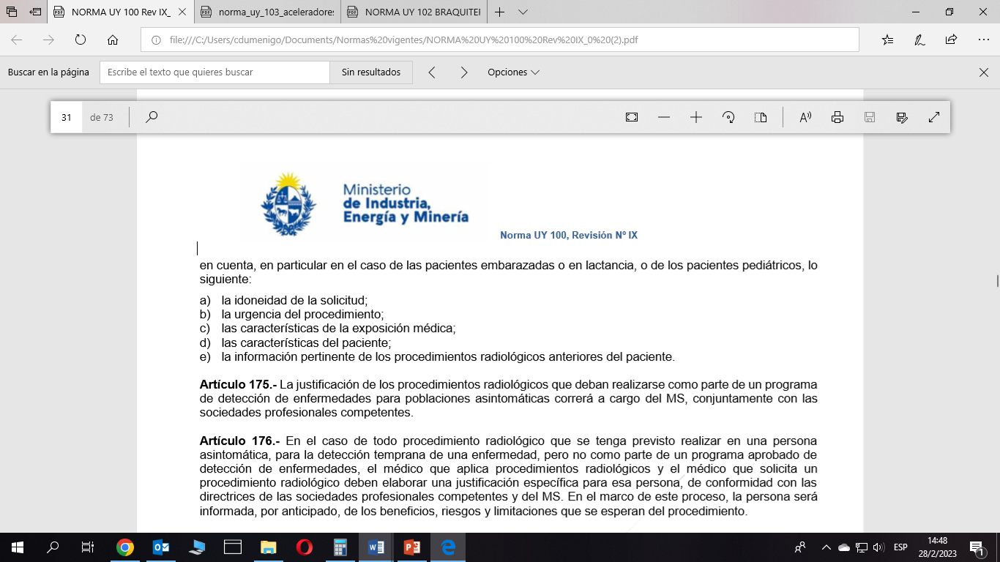 NORMA UY 100 Rev IX_
norma_uy_103_aceleradores
NORMA UY 102 BRAQUITEI
file:///C:/Users/cdumenigo/Documents/Normas%20vigentes/NORMA%20UY%20100%20Rev%20IX_0%20(2).pdf
Buscar en la página
Escribe el texto que quieres buscar
Sin resultados
Opciones
31 de 73
Ministerio
de Industria,
Energía y Minería
Norma UY 100, Revisión Nº IX
en cuenta, en particular en el caso de las pacientes embarazadas o en lactancia, o de los pacientes pediátricos, lo
siguiente:
a) la idoneidad de la solicitud;
b) la urgencia del procedimiento;
c) las características de la exposición médica;
d) las características del paciente;
e) la información pertinente de los procedimientos radiológicos anteriores del paciente.
Artículo 175.- La justificación de los procedimientos radiológicos que deban realizarse como parte de un programa
de detección de enfermedades para poblaciones asintomáticas correrá a cargo del MS, conjuntamente con las
sociedades profesionales competentes.
Artículo 176.- En el caso de todo procedimiento radiológico que se tenga previsto realizar en una persona
asintomática, para la detección temprana de una enfermedad, pero no como parte de un programa aprobado de
detección de enfermedades, el médico que aplica procedimientos radiológicos y el médico que solicita un
procedimiento radiológico deben elaborar una justificación específica para esa persona, de conformidad con las
directrices de las sociedades profesionales competentes y del MS. En el marco de este proceso, la persona será
informada, por anticipado, de los beneficios, riesgos y limitaciones que se esperan del procedimiento.
ESP
14:48
28/2/2023
1